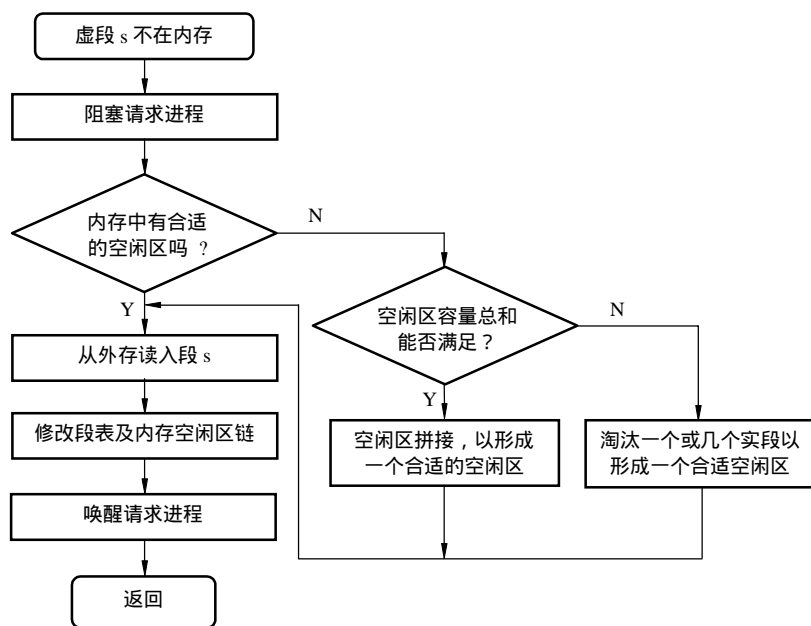 虚段 s 不在内存
阻塞请求进程
内存中有合适
的空闲区吗 ?
N
Y
空闲区容量总和
能否满足？
N
从外存读入段 s
Y
修改段表及内存空闲区链
空闲区拼接，以形成
一个合适的空闲区
淘汰一个或几个实段以
形成一个合适空闲区
唤醒请求进程
返回